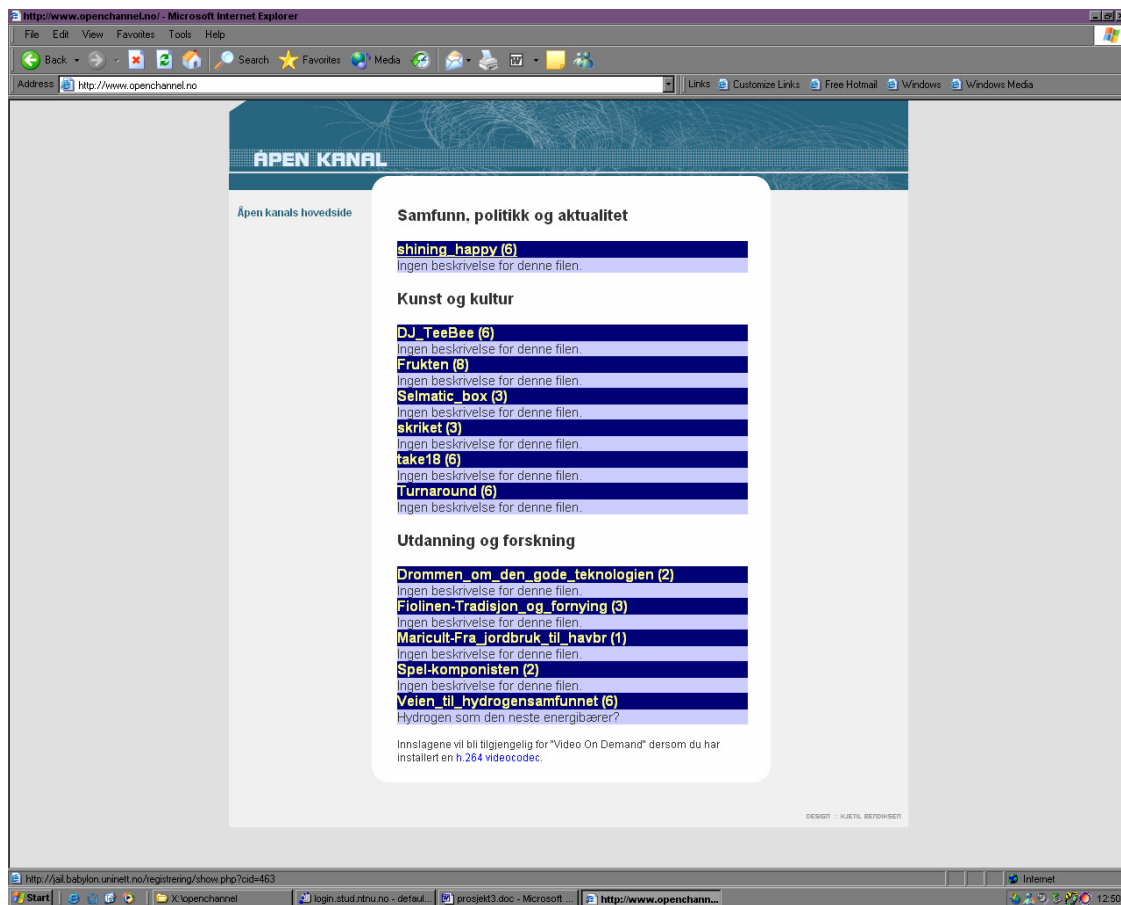 http://www.openchannel.no/ - Microsoft Internet Explorer
File Edit View Favorites Tools Help
Back Search Favorites Media
Address http://www.openchannel.no Links Customize Links Free Hotmail Windows Windows Media
ÅPEN KANAL
Åpen kanals hovedside
Samfunn, politikk og aktualitet
shining_happy (6)
Ingen beskrivelse for denne filen.
Kunst og kultur
DJ_TeeBee (6)
Ingen beskrivelse for denne filen.
Frukten (8)
Ingen beskrivelse for denne filen.
Selmatic_box (3)
Ingen beskrivelse for denne filen.
skriket (3)
Ingen beskrivelse for denne filen.
take18 (6)
Ingen beskrivelse for denne filen.
Turnaround (6)
Ingen beskrivelse for denne filen.
Utdanning og forskning
Drommen_om_den_gode_teknologien (2)
Ingen beskrivelse for denne filen.
Fiolinen-Tradisjon_og_fornying (3)
Ingen beskrivelse for denne filen.
Maricult-Fra_jordbruk_til_havbr (1)
Ingen beskrivelse for denne filen.
Spel-komponisten (2)
Ingen beskrivelse for denne filen.
Veien_til_hydrogensamfunnet (6)
Hydrogen som den neste energibærer?
Innslagene vil bli tilgjengelig for "Video On Demand" dersom du har
installert en h.264 videocodec.
DESIGN :: KJETIL BENDIKSEN
http://jail.babylon.uninett.no/registrering/show.php?cid=463 Internet
Start X:\openchannel login.stud.ntnu.no - defaul... prosjekt3.doc - Microsoft ... http://www.openchann... 12:50